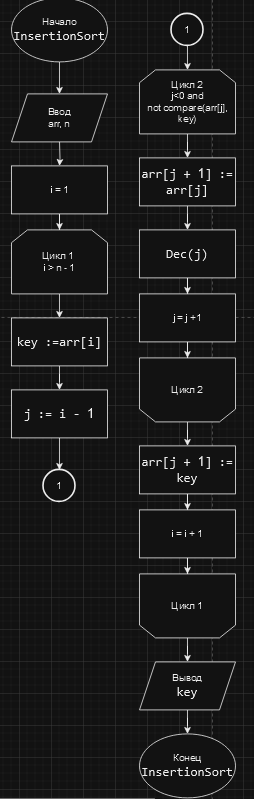 Начало
InsertionSort
Ввод
arr, n
i = 1
Цикл 1
i > n - 1
key :=arr[i]
j := i - 1
1
1
Цикл 2
j<0 and
not compare(arr[j],
key)
arr[j + 1] :=
arr[j]
Dec(j)
j= j +1
Цикл 2
arr[j + 1] :=
key
i = i + 1
Цикл 1
Вывод
key
Конец
InsertionSort